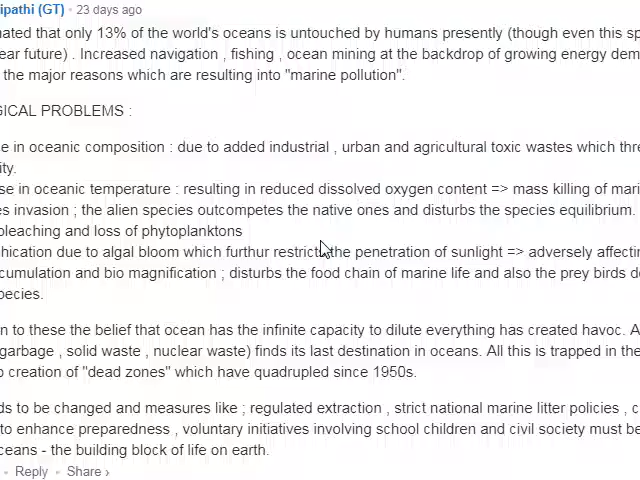 ipathi (GT) • 23 days ago
nated that only 13% of the world's oceans is untouched by humans presently (though even this sp
ear future) . Increased navigation , fishing , ocean mining at the backdrop of growing energy dem
the major reasons which are resulting into "marine pollution".
GICAL PROBLEMS :
e in oceanic composition : due to added industrial , urban and agricultural toxic wastes which thre
ity.
se in oceanic temperature : resulting in reduced dissolved oxygen content => mass killing of mari
es invasion ; the alien species outcompetes the native ones and disturbs the species equilibrium.
bleaching and loss of phytoplanktons
hication due to algal bloom which furthur restricts the penetration of sunlight => adversely affectin
cumulation and bio magnification ; disturbs the food chain of marine life and also the prey birds de
pecies.
n to these the belief that ocean has the infinite capacity to dilute everything has created havoc. A
garbage , solid waste , nuclear waste) finds its last destination in oceans. All this is trapped in the
o creation of "dead zones" which have quadrupled since 1950s.
ds to be changed and measures like ; regulated extraction , strict national marine litter policies , c
to enhance preparedness , voluntary initiatives involving school children and civil society must be
ceans - the building block of life on earth.
• Reply • Share ›